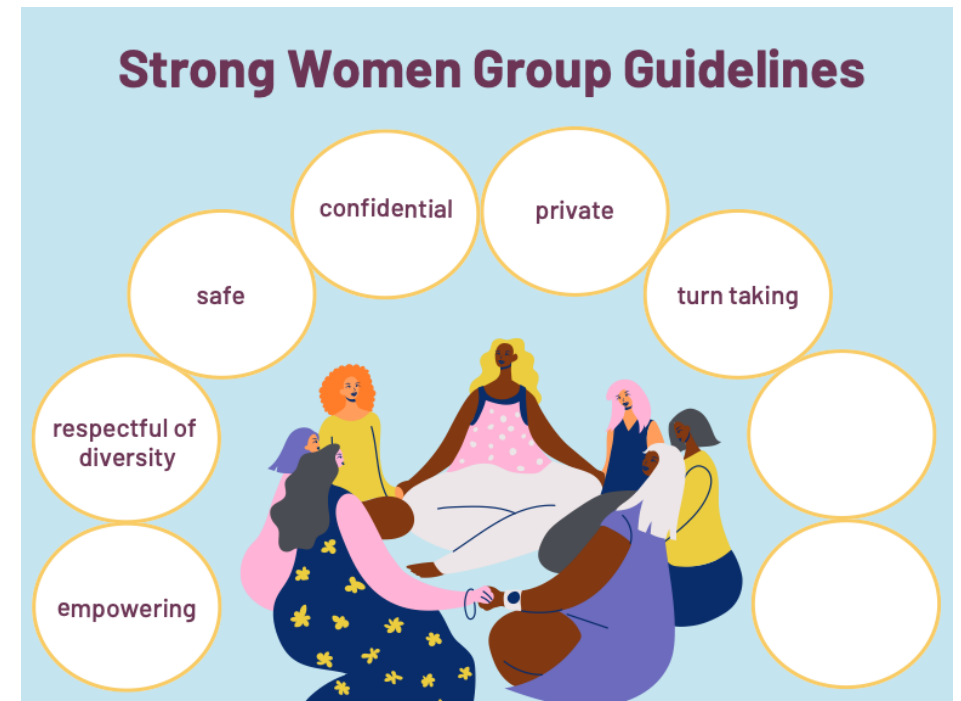 Strong Women Group Guidelines
confidential
private
safe
turn taking
respectful of
diversity
empowering